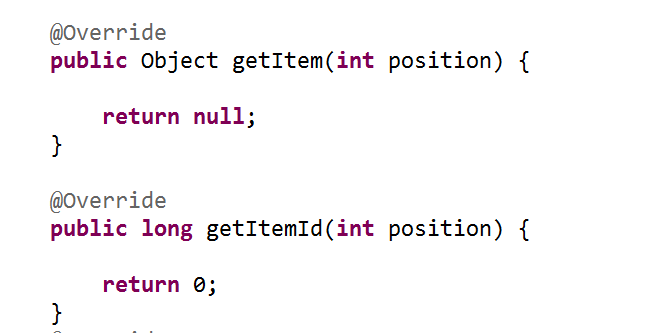 @Override
public Object getItem(int position) {
return null;
}
@Override
public long getItemId(int position) {
return 0;
}